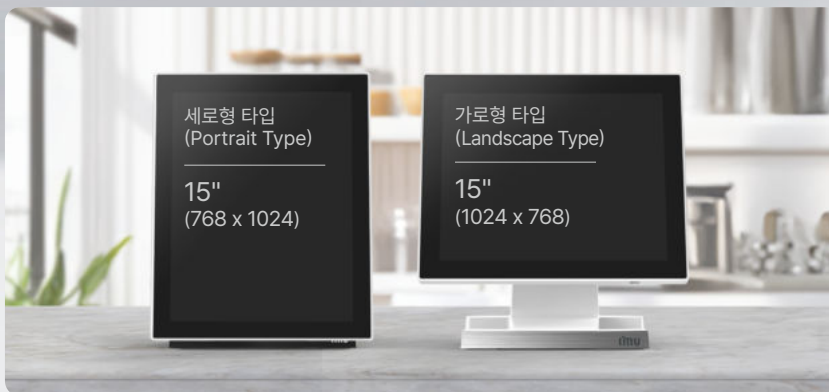 세로형 타입
(Portrait Type)
15"
(768 x 1024)
가로형 타입
(Landscape Type)
15"
(1024 x 768)
imu